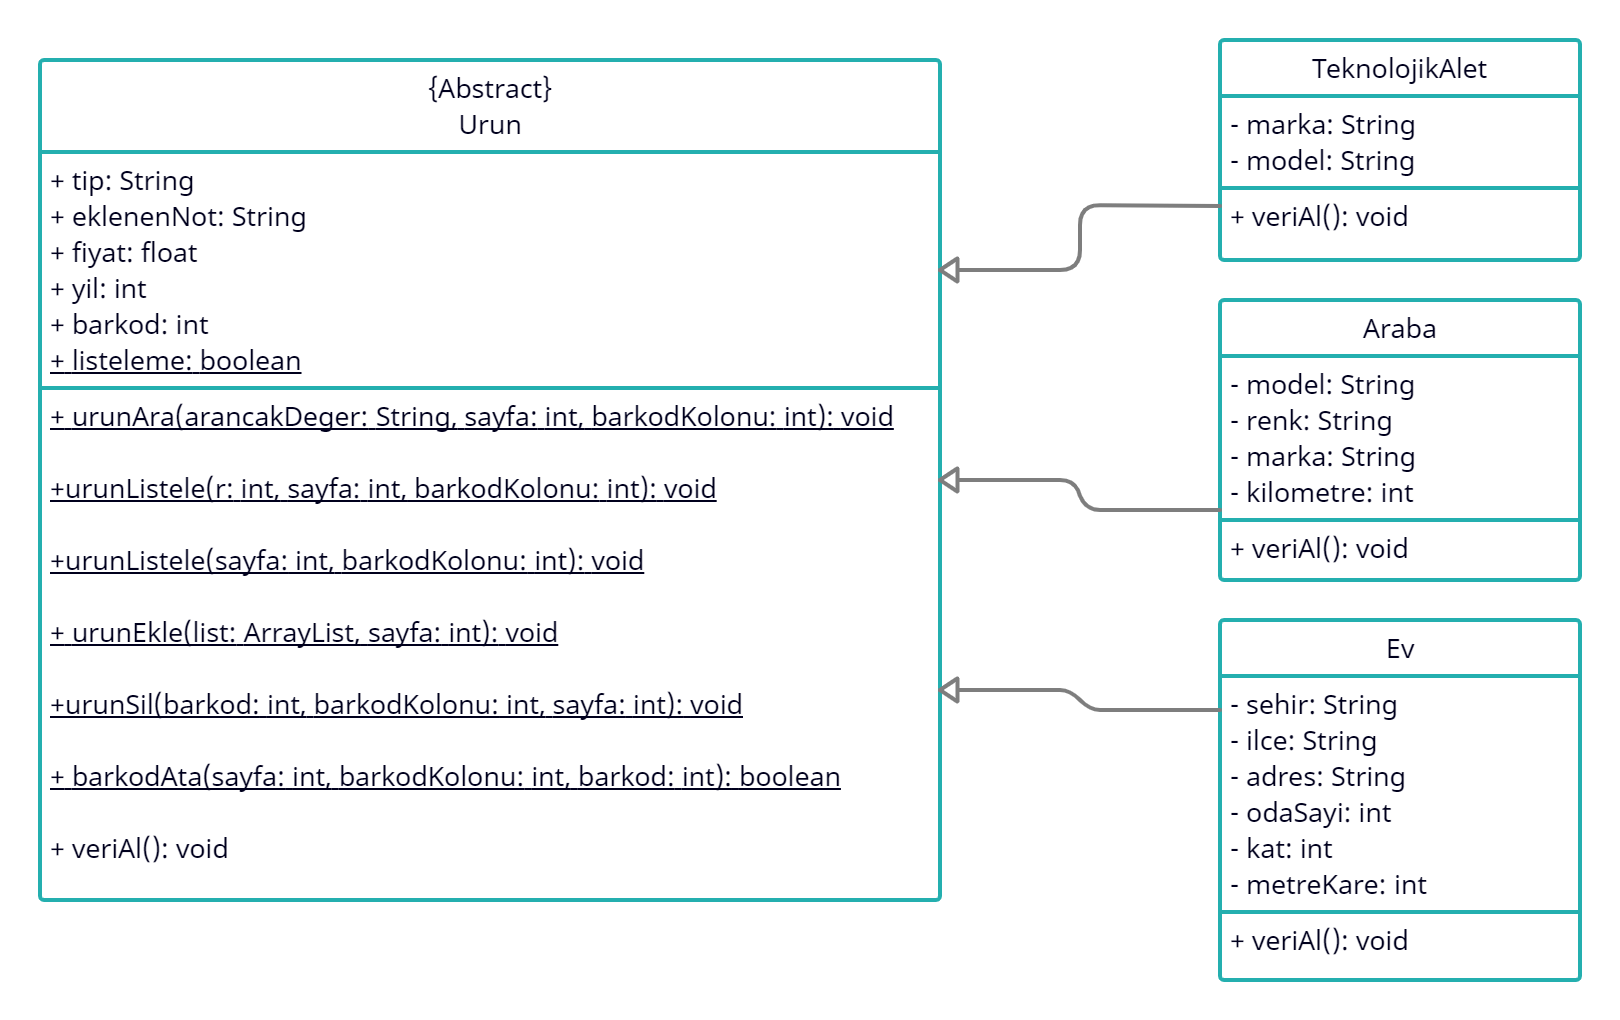 {Abstract}
Urun
+ tip: String
+ eklenenNot: String
+ fiyat: float
+ yil: int
+ barkod: int
+ listeleme: boolean
+ urunAra(arancakDeger: String, sayfa: int, barkodKolonu: int): void
+urunListele(r: int, sayfa: int, barkodKolonu: int): void
+urunListele(sayfa: int, barkodKolonu: int): void
+ urunEkle(list: ArrayList, sayfa: int): void
+urunSil(barkod: int, barkodKolonu: int, sayfa: int): void
+ barkodAta(sayfa: int, barkodKolonu: int, barkod: int): boolean
+ veriAl(): void
TeknolojikAlet
- marka: String
- model: String
+ veriAl(): void
Araba
- model: String
- renk: String
- marka: String
- kilometre: int
+ veriAl(): void
Ev
- sehir: String
- ilce: String
- adres: String
- odaSayi: int
- kat: int
- metreKare: int
+ veriAl(): void